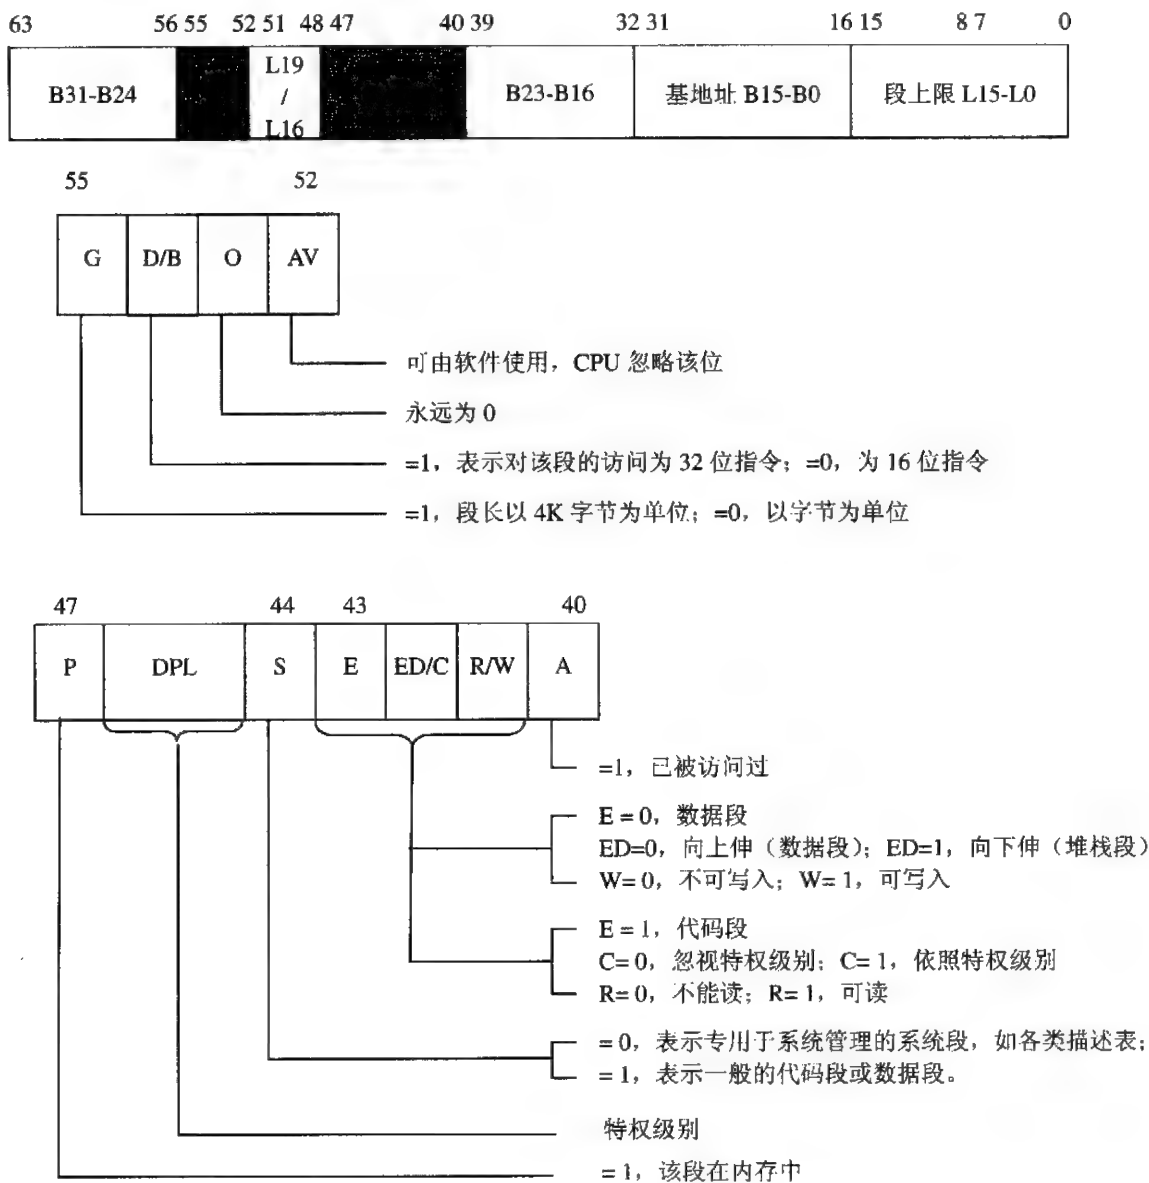 63 56 55 52 51 48 47 40 39 32 31 16 15 8 7 0
B31-B24
L19
/
L16
B23-B16
基地址 B15-B0
段上限 L15-L0
55 52
G D/B O AV
可由软件使用，CPU 忽略该位
永远为 0
=1，表示对该段的访问为 32 位指令；=0，为 16 位指令
=1，段长以 4K 字节为单位；=0，以字节为单位
47 44 43 40
P DPL S E ED/C R/W A
=1，已被访问过
E = 0，数据段
ED=0，向上伸（数据段）；ED=1，向下伸（堆栈段）
W= 0，不可写入；W= 1，可写入
E = 1，代码段
C= 0，忽视特权级别；C= 1，依照特权级别
R= 0，不能读；R= 1，可读
= 0，表示专用于系统管理的系统段，如各类描述表；
= 1，表示一般的代码段或数据段。
特权级别
= 1，该段在内存中